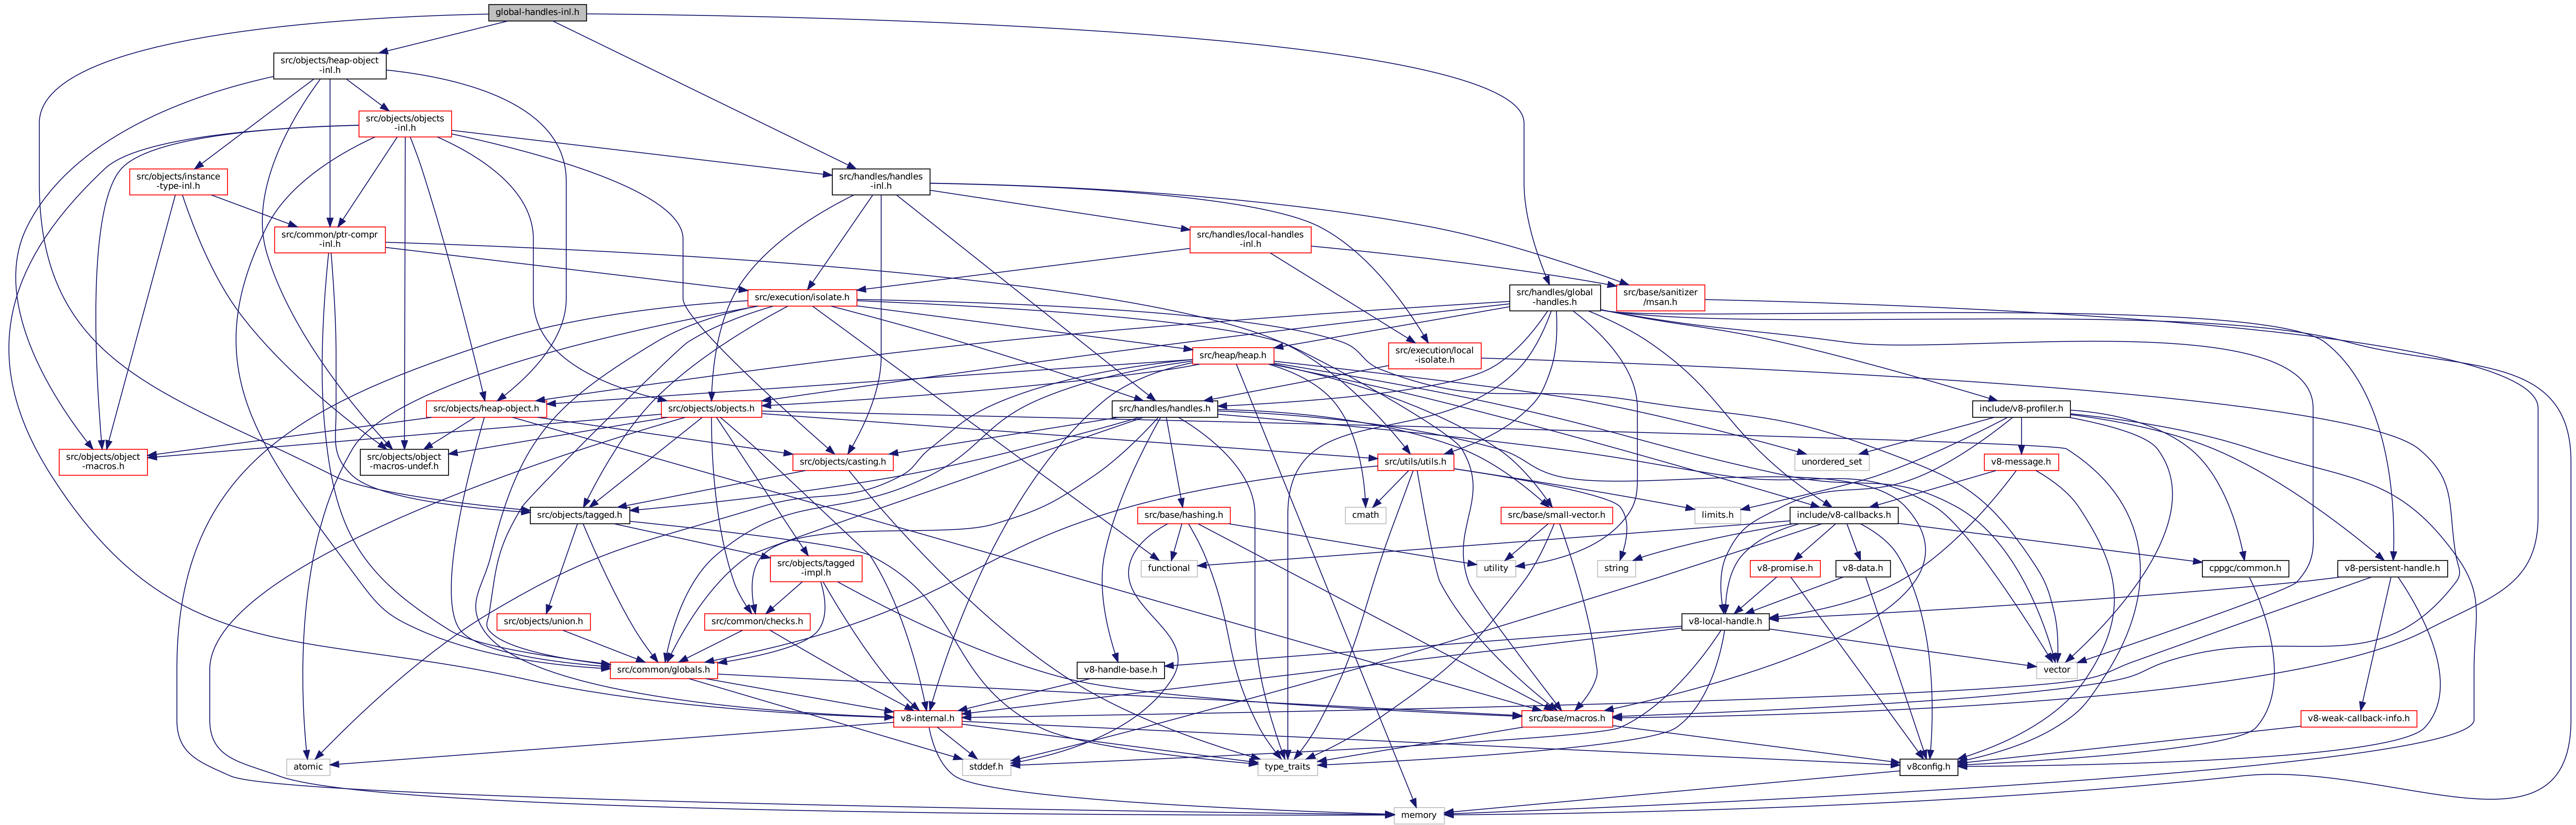 global-handles-inl.h
src/objects/heap-object
-inl.h
src/objects/objects
-inl.h
src/objects/instance
-type-inl.h
src/handles/handles
-inl.h
src/common/ptr-compr
-inl.h
src/handles/local-handles
-inl.h
src/execution/isolate.h
src/handles/global
-handles.h
src/base/sanitizer
/msan.h
src/heap/heap.h
src/execution/local
-isolate.h
src/objects/heap-object.h
src/objects/objects.h
src/handles/handles.h
include/v8-profiler.h
src/objects/object
-macros.h
src/objects/object
-macros-undef.h
src/objects/casting.h
src/utils/utils.h
unordered_set
v8-message.h
src/objects/tagged.h
src/base/hashing.h
cmath
src/base/small-vector.h
limits.h
include/v8-callbacks.h
src/objects/tagged
-impl.h
functional
utility
string
v8-promise.h
v8-data.h
cppgc/common.h
v8-persistent-handle.h
src/objects/union.h
src/common/checks.h
v8-local-handle.h
src/common/globals.h
v8-handle-base.h
vector
v8-internal.h
src/base/macros.h
v8-weak-callback-info.h
atomic
stddef.h
type_traits
v8config.h
memory